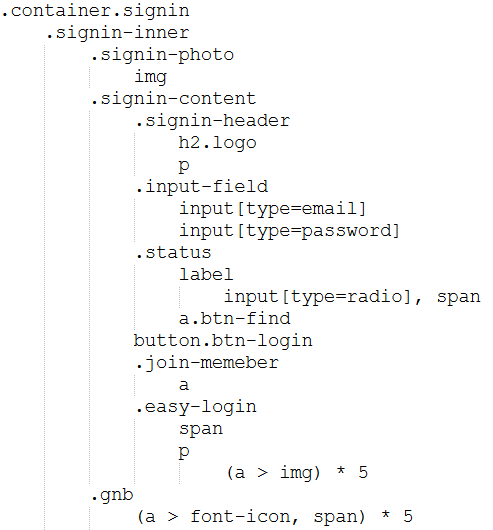 .container.signin
.signin-inner
.signin-photo
img
.signin-content
.signin-header
h2.logo
p
.input-field
input[type=email]
input[type=password]
.status
label
input[type=radio], span
a.btn-find
button.btn-login
.join-memeber
a
.easy-login
span
p
(a > img) * 5
.gnb
(a > font-icon, span) * 5